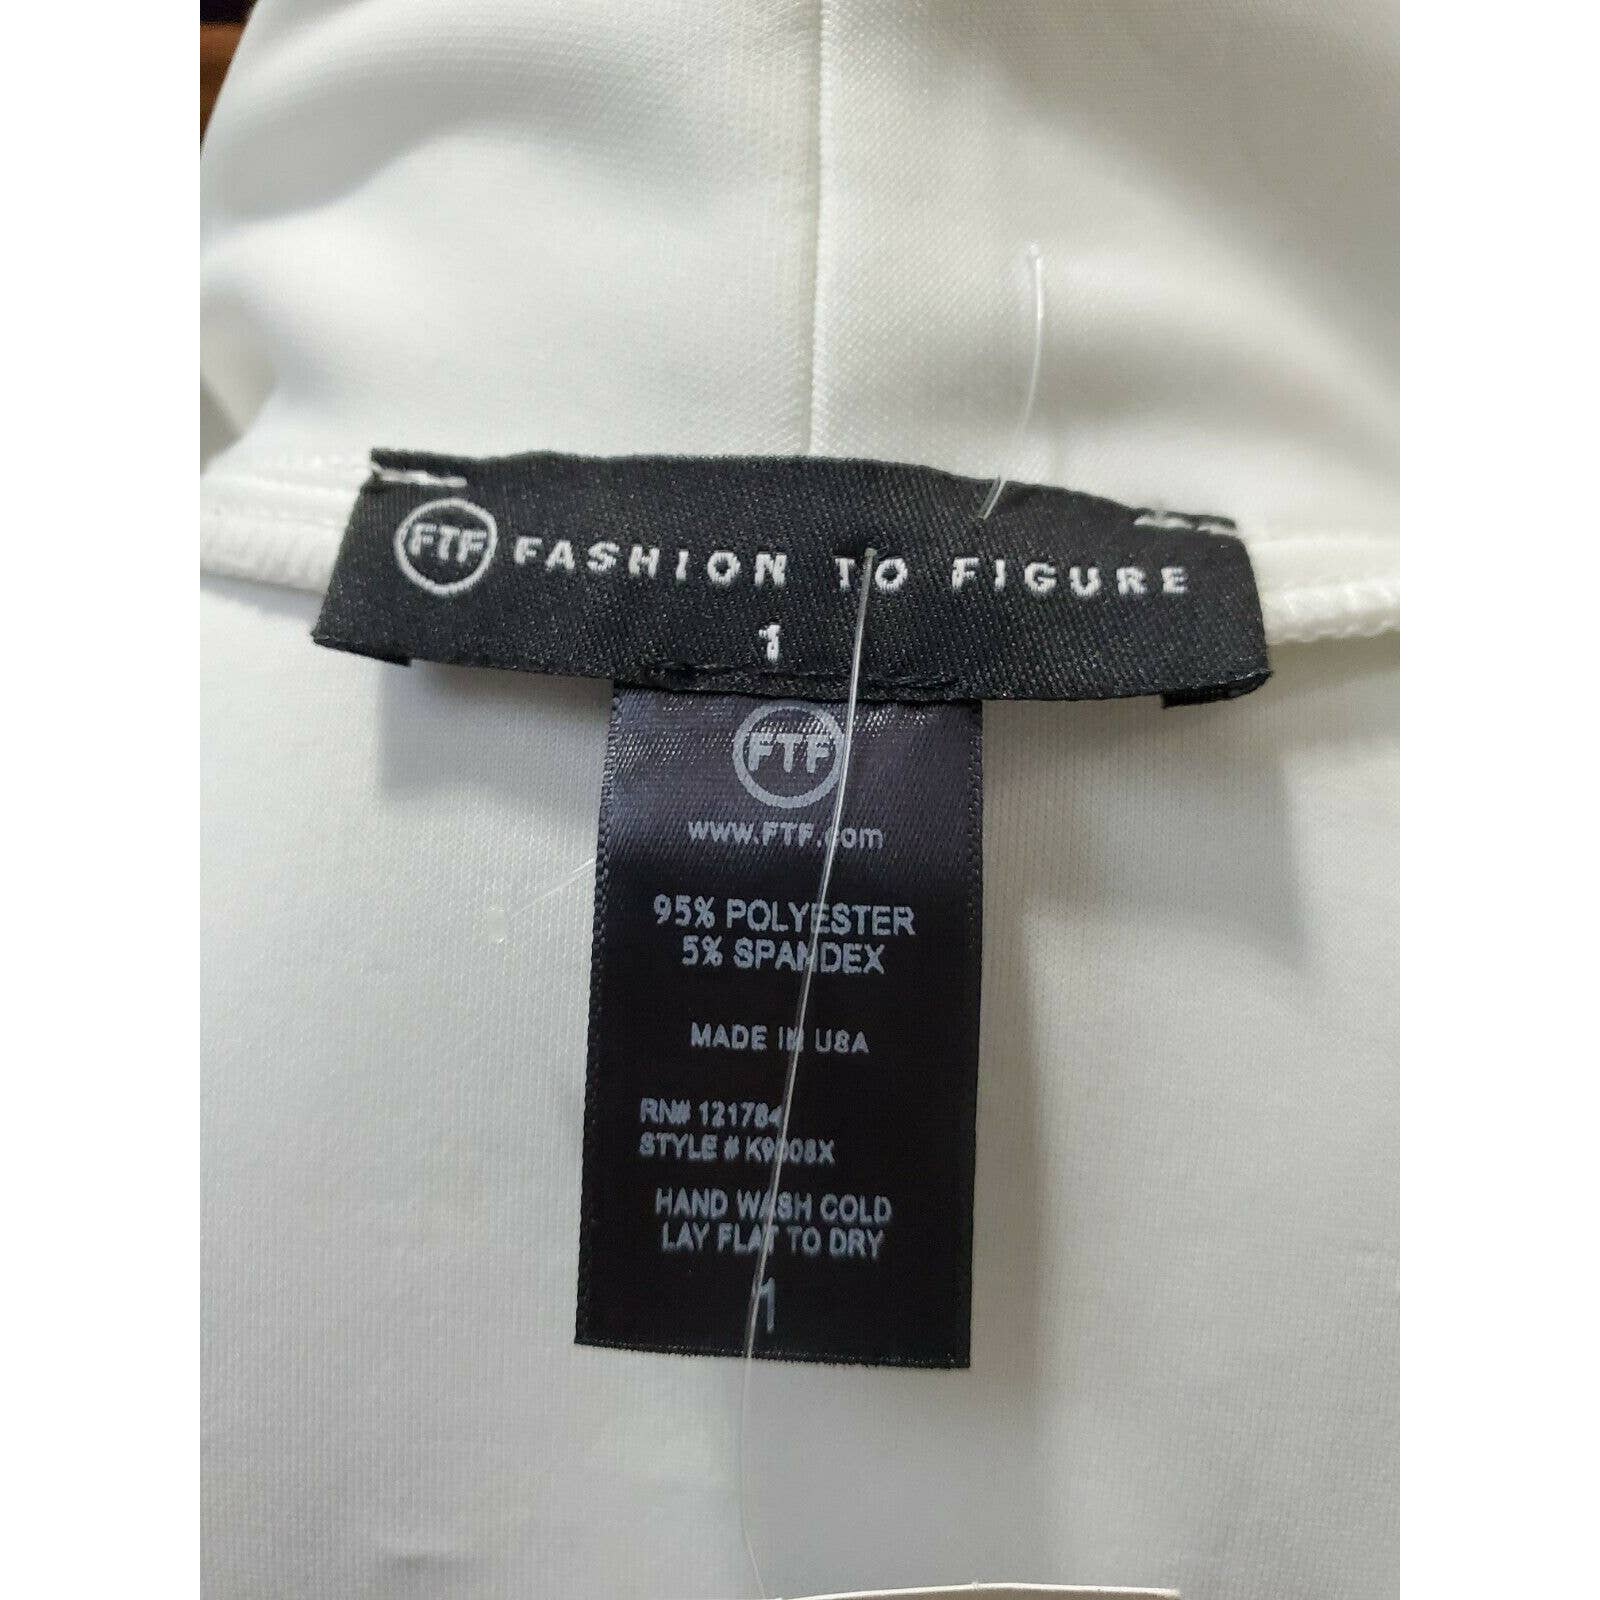 FTF FASHION TO FIGURE
1
FTF
www.FTF.com
95% POLYESTER
5% SPANDEX
MADE IN USA
RN# 121784
STYLE # K9008X
HAND WASH COLD
LAY FLAT TO DRY
1